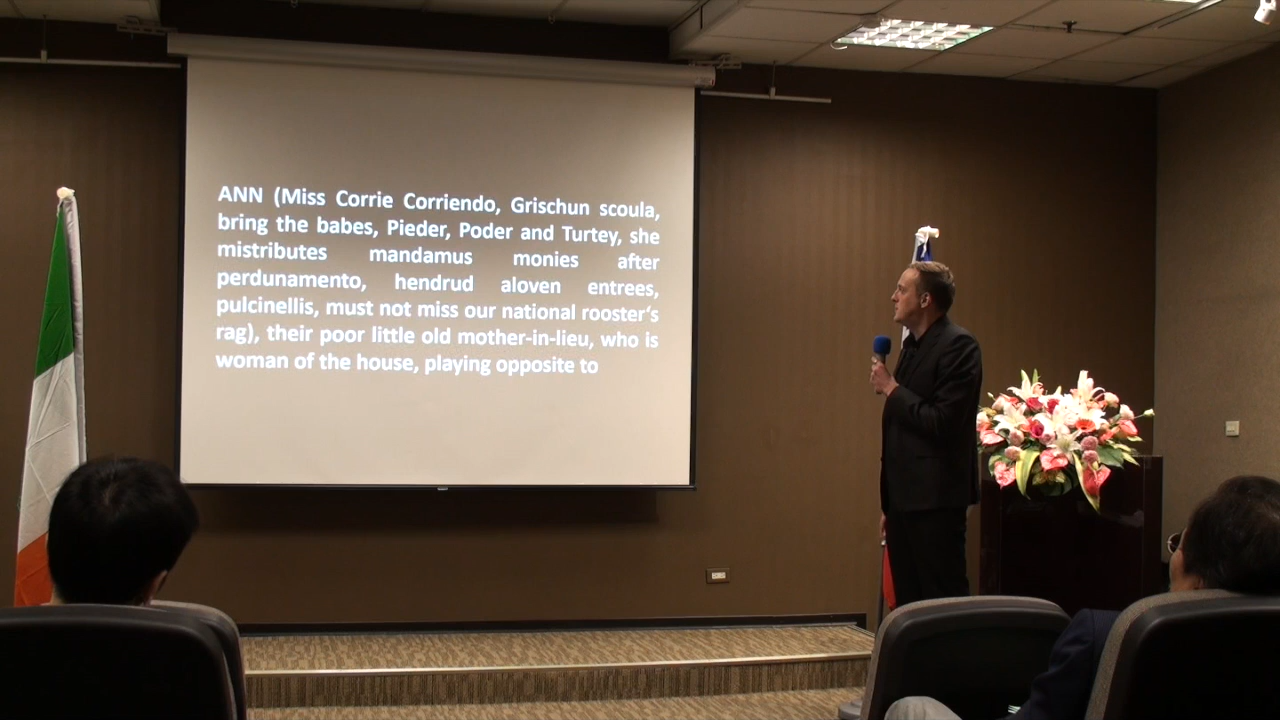 ANN (Miss Corrie Corriendo, Grischun scoula,
bring the babes, Pieder, Poder and Turtey, she
mistributes mandamus monies after
perdunamento, hendrud aloven entrees,
pulcinellis, must not miss our national rooster's
rag), their poor little old mother-in-lieu, who is
woman of the house, playing opposite to